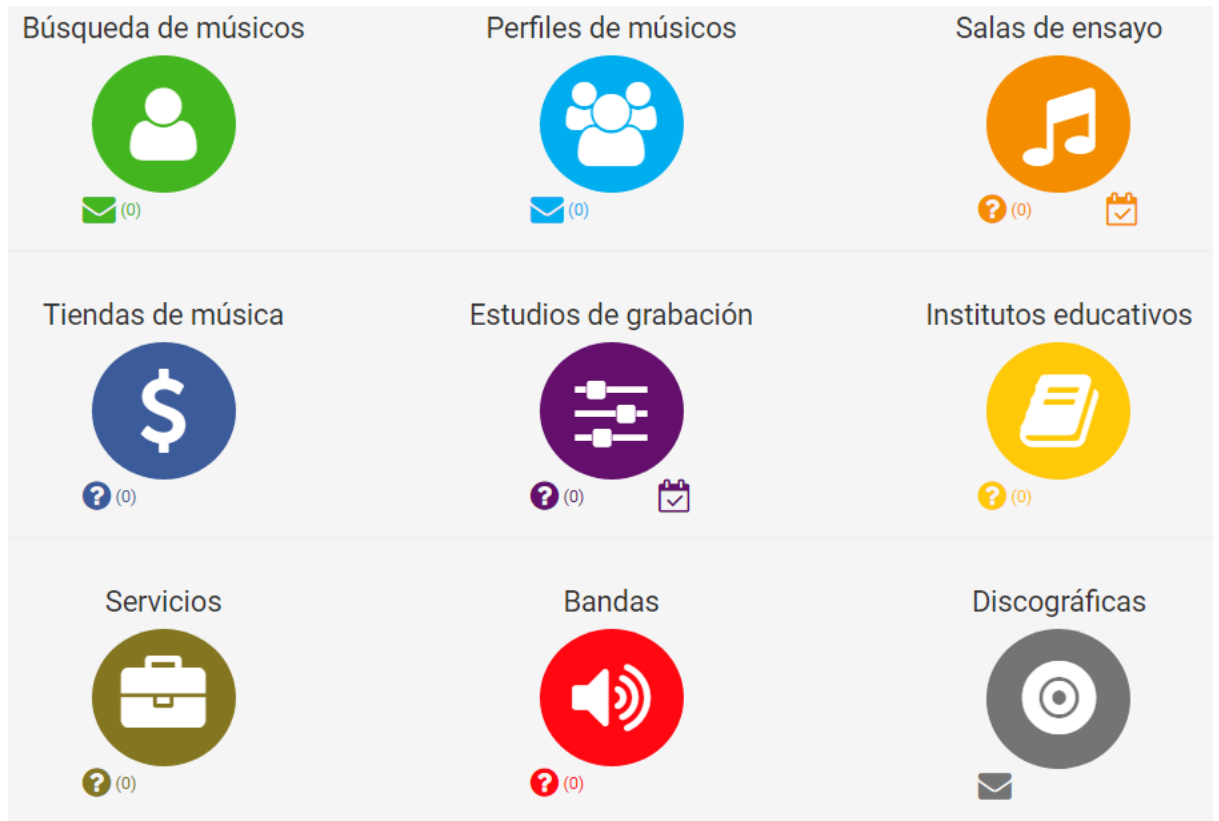 Búsqueda de músicos
Perfiles de músicos
Salas de ensayo
(0)
(0)
? (0)
Tiendas de música
Estudios de grabación
Institutos educativos
$
? (0)
? (0)
? (0)
Servicios
Bandas
Discográficas
? (0)
? (0)